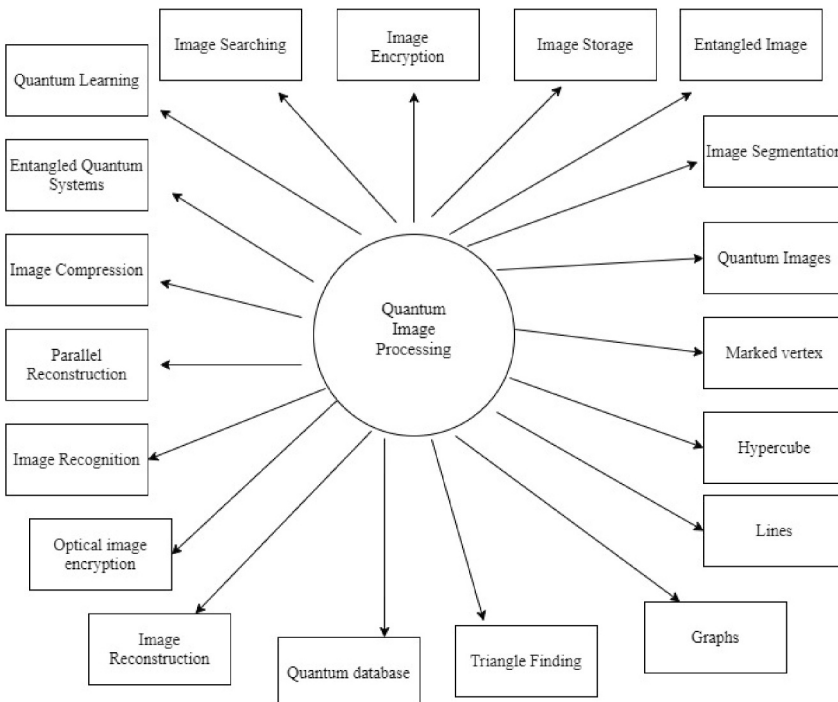 Image Searching
Image
Encryption
Image Storage
Entangled Image
Quantum Learning
Image Segmentation
Entangled Quantum
Systems
Quantum Images
Image Compression
Quantum
Image
Processing
Parallel
Reconstruction
Marked vertex
Image Recognition
Hypercube
Optical image
encryption
Lines
Image
Reconstruction
Quantum database
Triangle Finding
Graphs